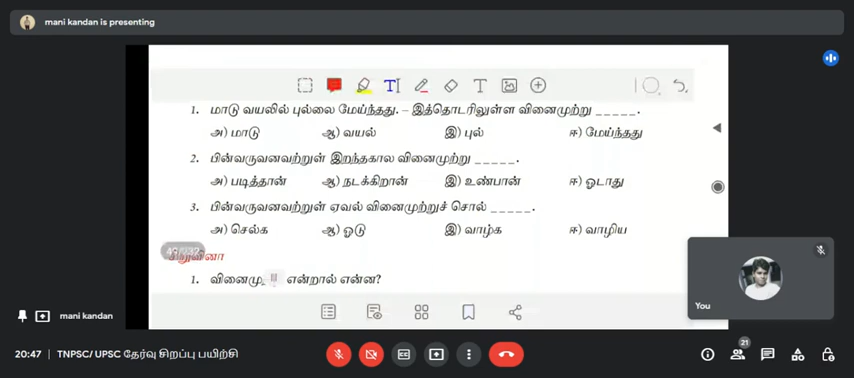 mani kandan is presenting
1. மாடு வயலில் புல்லை மேய்ந்தது. – இத்தொடரிலுள்ள வினைமுற்று _____.
அ) மாடு ஆ) வயல் இ) புல் ஈ) மேய்ந்தது
2. பின்வருவனவற்றுள் இறந்தகால வினைமுற்று _____.
அ) படித்தான் ஆ) நடக்கிறான் இ) உண்பான் ஈ) ஓடாது
3. பின்வருவனவற்றுள் ஏவல் வினைமுற்றுச் சொல் _____.
அ) செல்க ஆ) ஓடு இ) வாழ்க ஈ) வாழிய
சிறுவினா
1. என்றால் என்ன?
You
mani kandan
20:47 | TNPSC/ UPSC தேர்வு சிறப்பு பயிற்சி
21